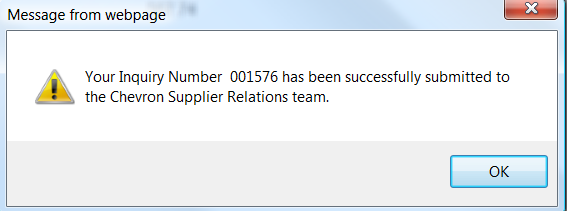 Message from webpage
Your Inquiry Number  001576 has been successfully submitted to
the Chevron Supplier Relations team.
OK